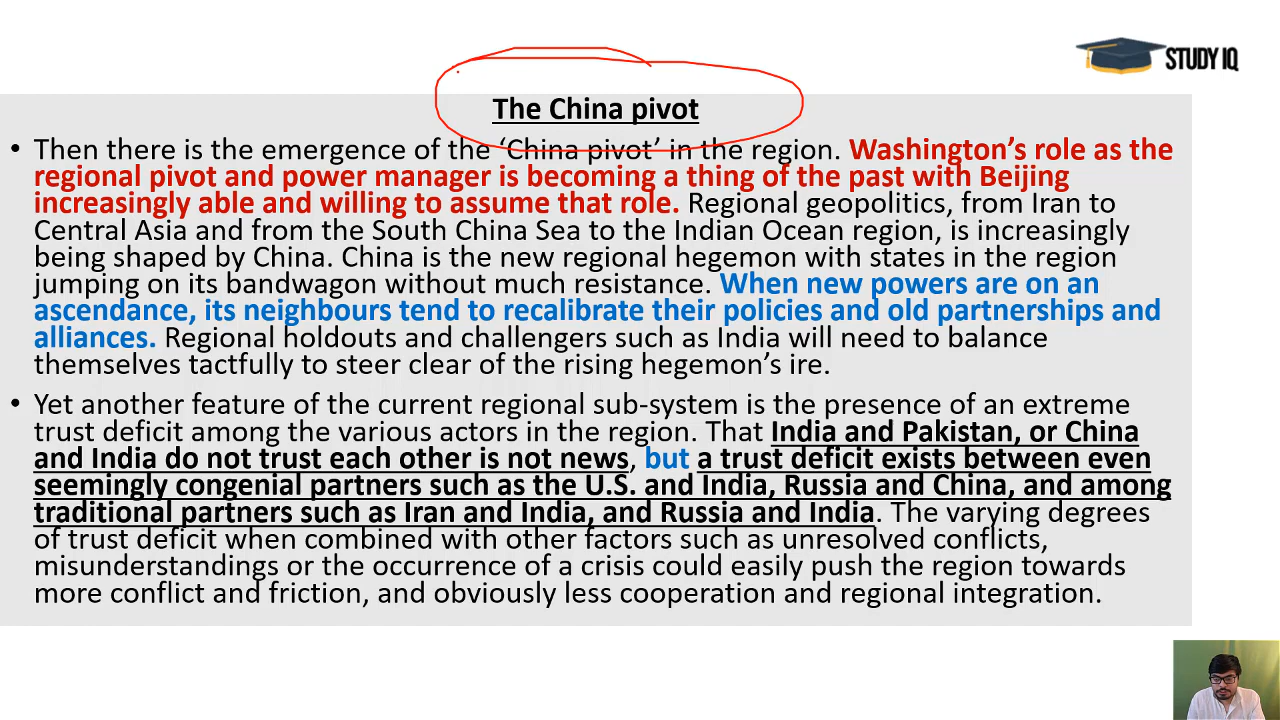 STUDY IQ
The China pivot
• Then there is the emergence of the ‘China pivot’ in the region. Washington’s role as the
regional pivot and power manager is becoming a thing of the past with Beijing
increasingly able and willing to assume that role. Regional geopolitics, from Iran to
Central Asia and from the South China Sea to the Indian Ocean region, is increasingly
being shaped by China. China is the new regional hegemon with states in the region
jumping on its bandwagon without much resistance. When new powers are on an
ascendance, its neighbours tend to recalibrate their policies and old partnerships and
alliances. Regional holdouts and challengers such as India will need to balance
themselves tactfully to steer clear of the rising hegemon’s ire.
• Yet another feature of the current regional sub-system is the presence of an extreme
trust deficit among the various actors in the region. That India and Pakistan, or China
and India do not trust each other is not news, but a trust deficit exists between even
seemingly congenial partners such as the U.S. and India, Russia and China, and among
traditional partners such as Iran and India, and Russia and India. The varying degrees
of trust deficit when combined with other factors such as unresolved conflicts,
misunderstandings or the occurrence of a crisis could easily push the region towards
more conflict and friction, and obviously less cooperation and regional integration.